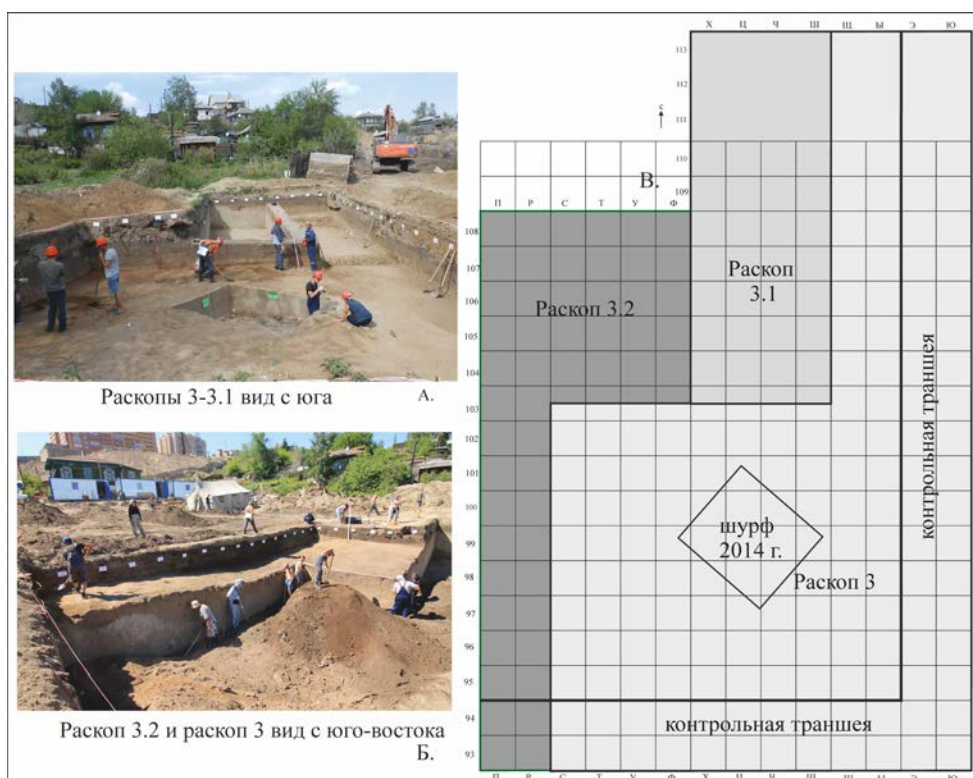 Х Ц Ч Ш Щ Ы Э Ю
113
112
111
с
110
В.
109
П Р С Т У Ф
108
107
106
105
103
102
101
100
99
98
97
96
95
94
93
Раскоп
3.1
Раскоп 3.2
контрольная траншея
шурф
2014 г.
Раскоп 3
контрольная траншея
П Р С Т У Ф Х Ц Ч Ш Щ Ы Э Ю
Раскопы 3-3.1 вид с юга
А.
Раскоп 3.2 и раскоп 3 вид с юго-востока
Б.